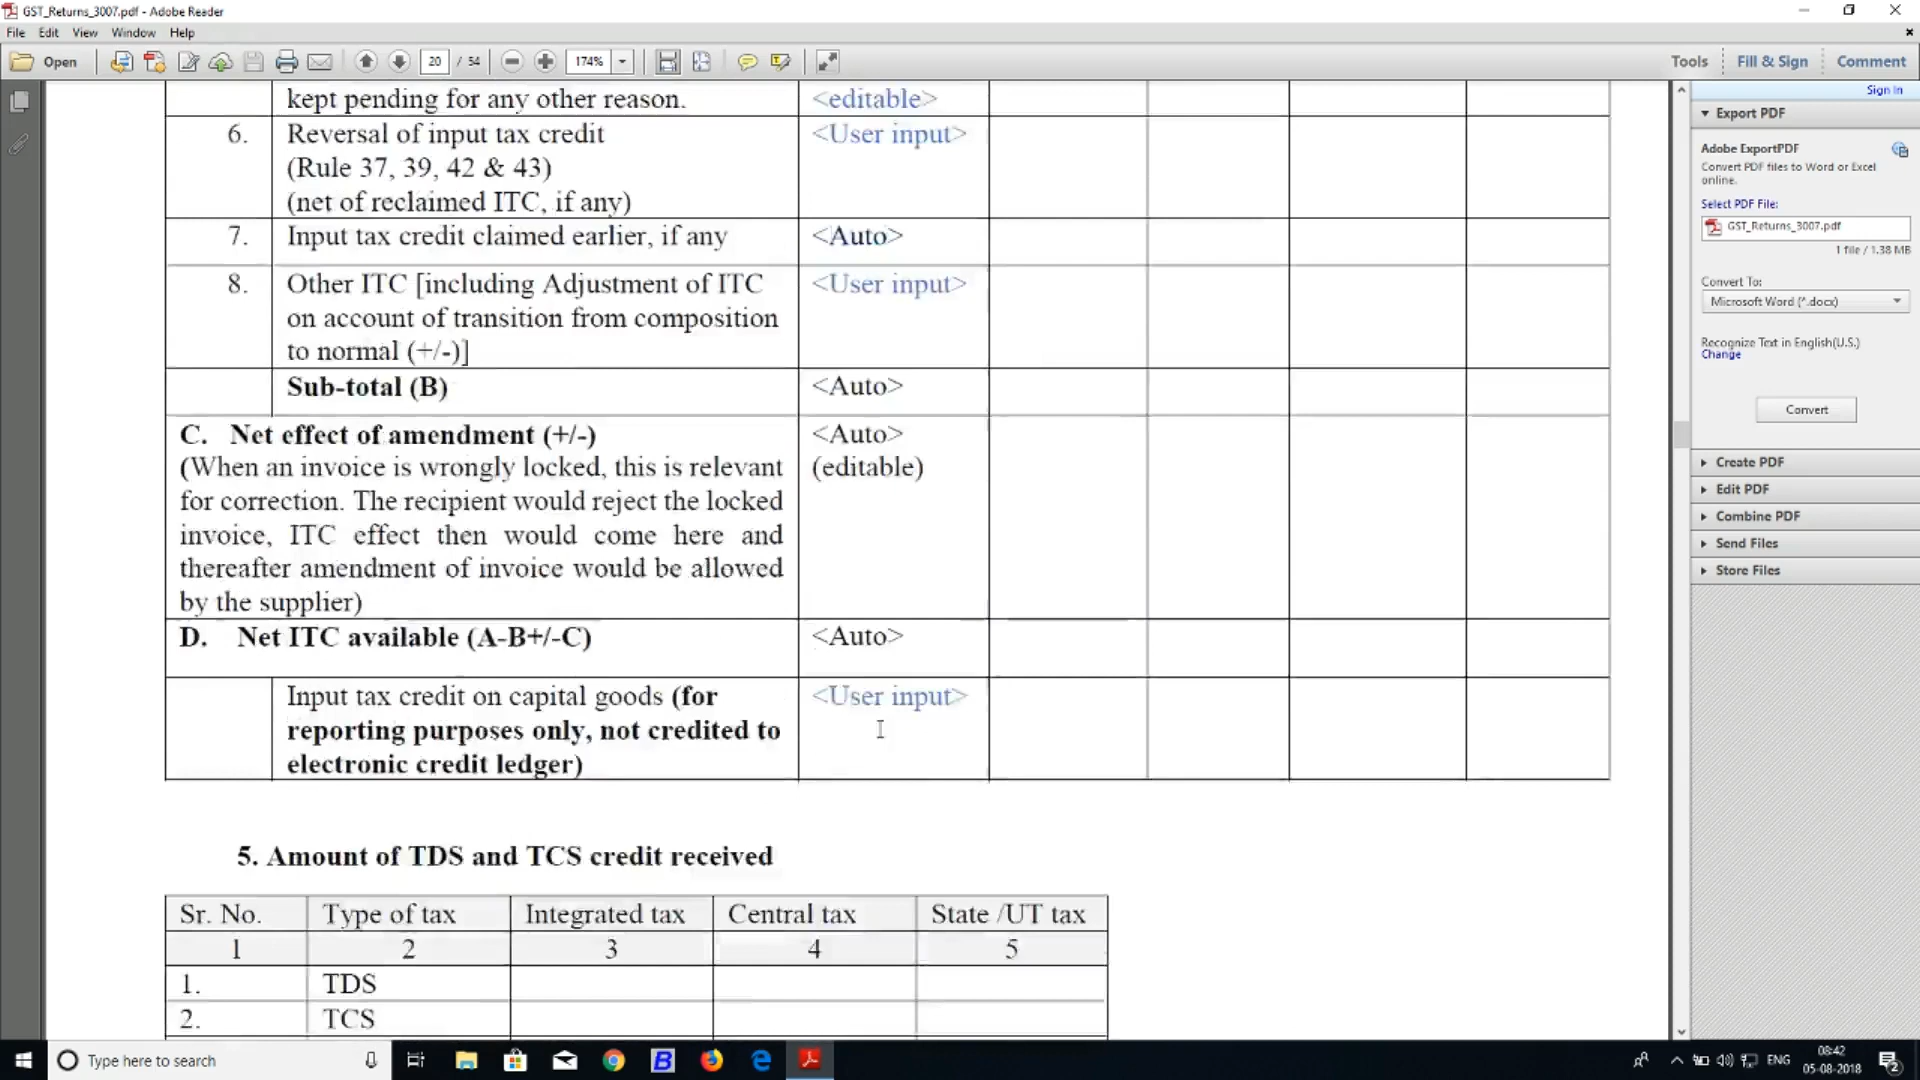 GST_Returns_3007.pdf - Adobe Reader
File Edit View Window Help
Open 20 / 54 174% Tools Fill & Sign Comment
Sign In
kept pending for any other reason. <editable>
6. Reversal of input tax credit <User input>
(Rule 37, 39, 42 & 43)
(net of reclaimed ITC, if any)
7. Input tax credit claimed earlier, if any <Auto>
8. Other ITC [including Adjustment of ITC <User input>
on account of transition from composition
to normal (+/-)]
Sub-total (B) <Auto>
C. Net effect of amendment (+/-) <Auto>
(When an invoice is wrongly locked, this is relevant (editable)
for correction. The recipient would reject the locked
invoice, ITC effect then would come here and
thereafter amendment of invoice would be allowed
by the supplier)
D. Net ITC available (A-B+/-C) <Auto>
Input tax credit on capital goods (for <User input>
reporting purposes only, not credited to
electronic credit ledger)
5. Amount of TDS and TCS credit received
Sr. No. Type of tax Integrated tax Central tax State /UT tax
1 2 3 4 5
1. TDS
2. TCS
Export PDF
Adobe ExportPDF
Convert PDF files to Word or Excel
online.
Select PDF File:
GST_Returns_3007.pdf
1 file / 1.38 MB
Convert To:
Microsoft Word (*.docx)
Recognize Text in English(U.S.)
Change
Convert
Create PDF
Edit PDF
Combine PDF
Send Files
Store Files
Type here to search
ENG
08:42
05-08-2018
2